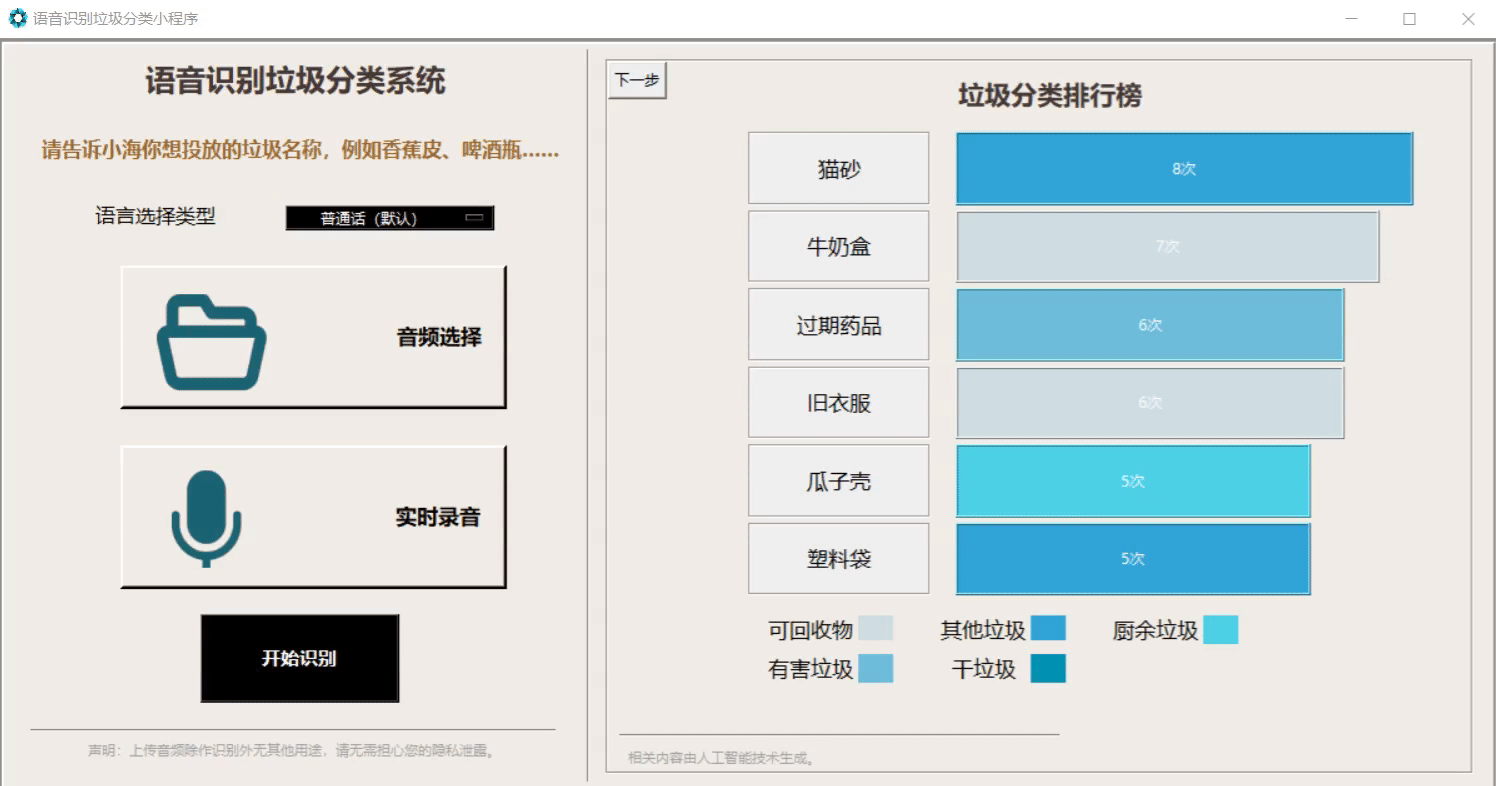 语音识别垃圾分类小程序
语音识别垃圾分类系统
请告诉小海你想投放的垃圾名称，例如香蕉皮、啤酒瓶......
语言选择类型
普通话（默认）
音频选择
实时录音
开始识别
声明：上传音频除作识别外无其他用途，请无需担心您的隐私泄露。
下一步
垃圾分类排行榜
猫砂 8次
牛奶盒 7次
过期药品 6次
旧衣服 6次
瓜子壳 5次
塑料袋 5次
可回收物 其他垃圾 厨余垃圾
有害垃圾 干垃圾
相关内容由人工智能技术生成。